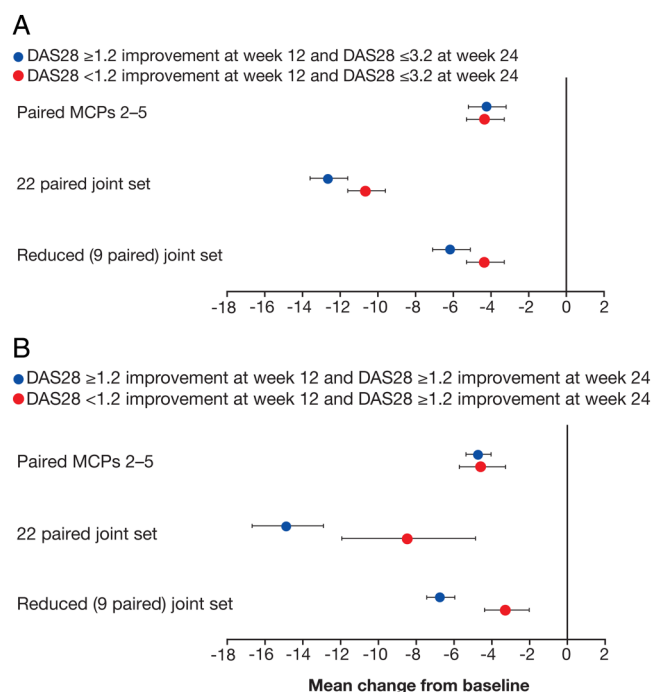 A
DAS28 ≥1.2 improvement at week 12 and DAS28 ≤3.2 at week 24
DAS28 <1.2 improvement at week 12 and DAS28 ≤3.2 at week 24
Paired MCPs 2–5
22 paired joint set
Reduced (9 paired) joint set
-18 -16 -14 -12 -10 -8 -6 -4 -2 0 2
B
DAS28 ≥1.2 improvement at week 12 and DAS28 ≥1.2 improvement at week 24
DAS28 <1.2 improvement at week 12 and DAS28 ≥1.2 improvement at week 24
Paired MCPs 2–5
22 paired joint set
Reduced (9 paired) joint set
-18 -16 -14 -12 -10 -8 -6 -4 -2 0 2
Mean change from baseline